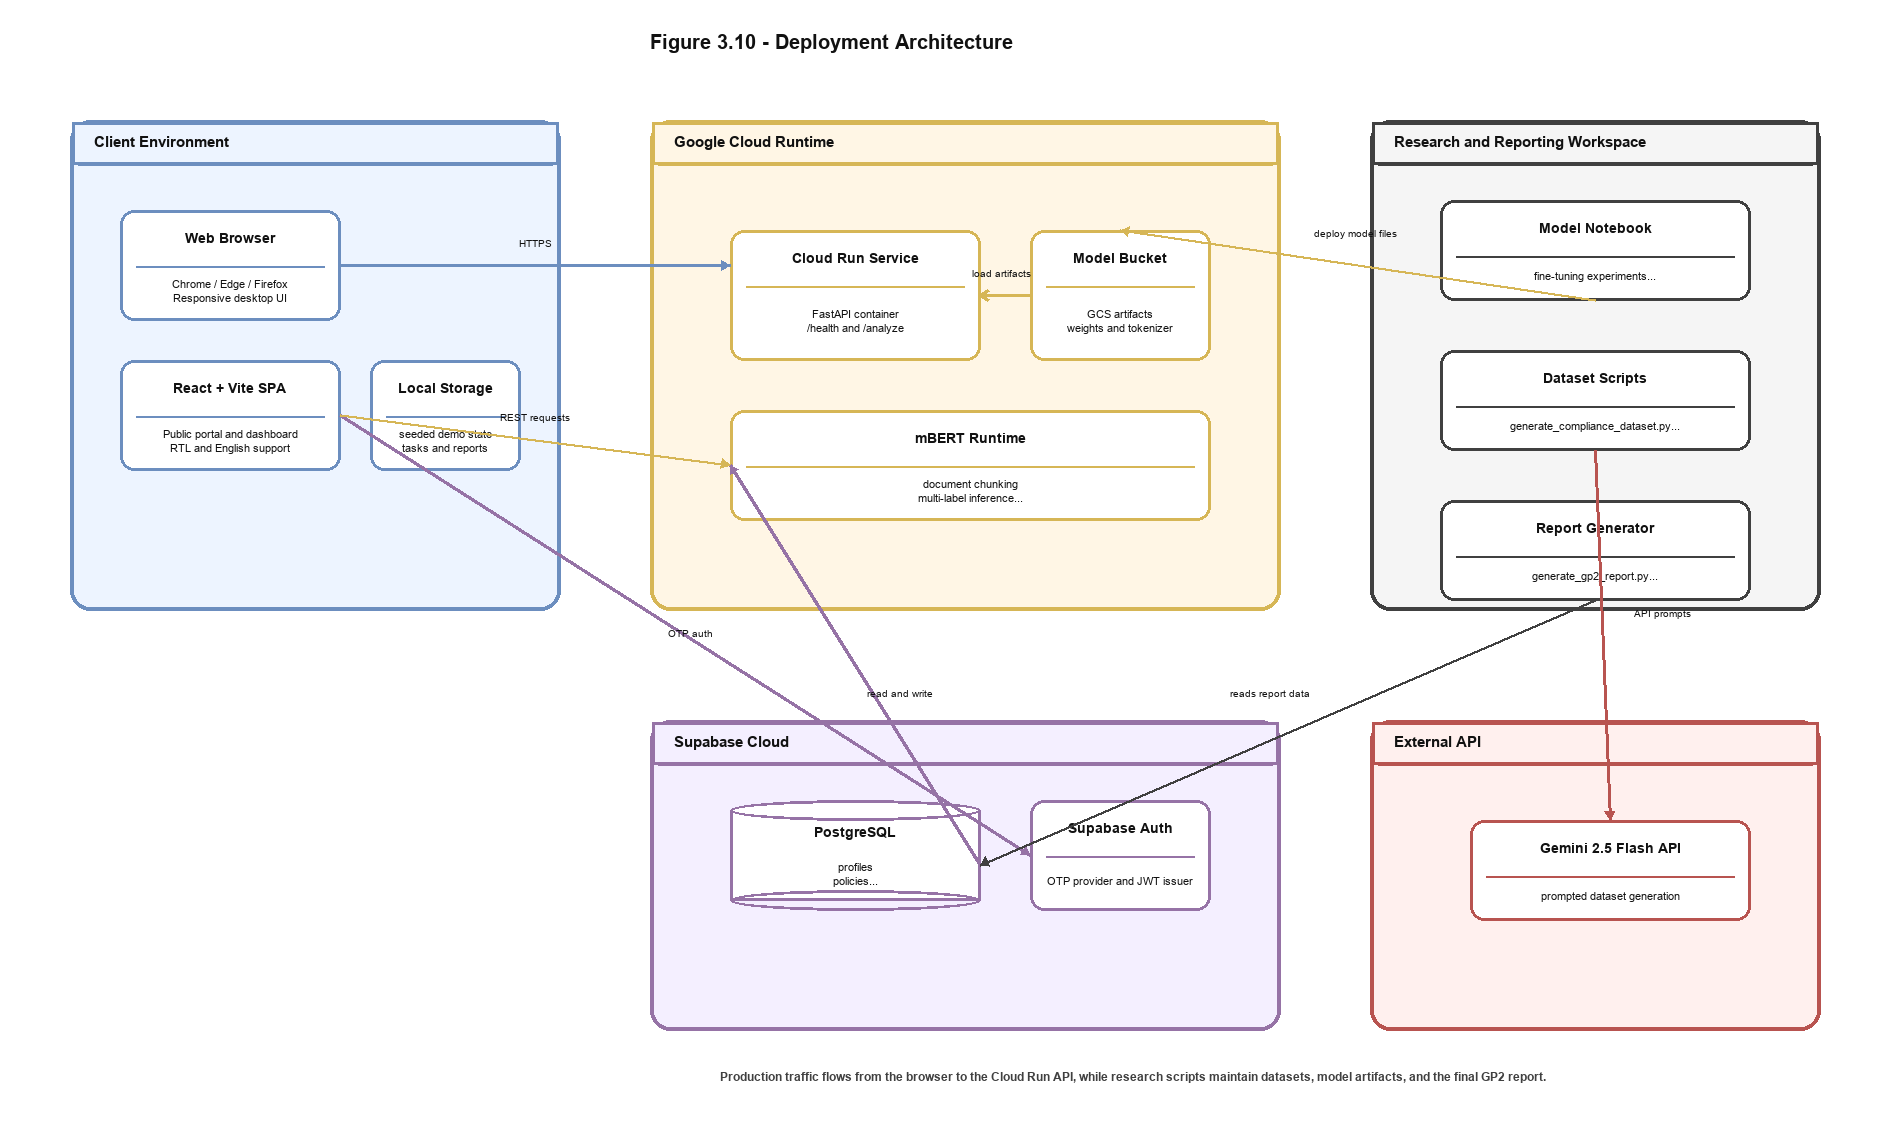 Figure 3.10 - Deployment Architecture
Client Environment
Web Browser
Chrome / Edge / Firefox
Responsive desktop UI
React + Vite SPA
Public portal and dashboard
RTL and English support
Local Storage
seeded demo state
tasks and reports
HTTPS
REST requests
Google Cloud Runtime
Cloud Run Service
FastAPI container
/health and /analyze
load artifacts
Model Bucket
GCS artifacts
weights and tokenizer
mBERT Runtime
document chunking
multi-label inference...
deploy model files
Research and Reporting Workspace
Model Notebook
fine-tuning experiments...
Dataset Scripts
generate_compliance_dataset.py...
Report Generator
generate_gp2_report.py...
API prompts
OTP auth
read and write
reads report data
Supabase Cloud
PostgreSQL
profiles
policies...
Supabase Auth
OTP provider and JWT issuer
External API
Gemini 2.5 Flash API
prompted dataset generation
Production traffic flows from the browser to the Cloud Run API, while research scripts maintain datasets, model artifacts, and the final GP2 report.